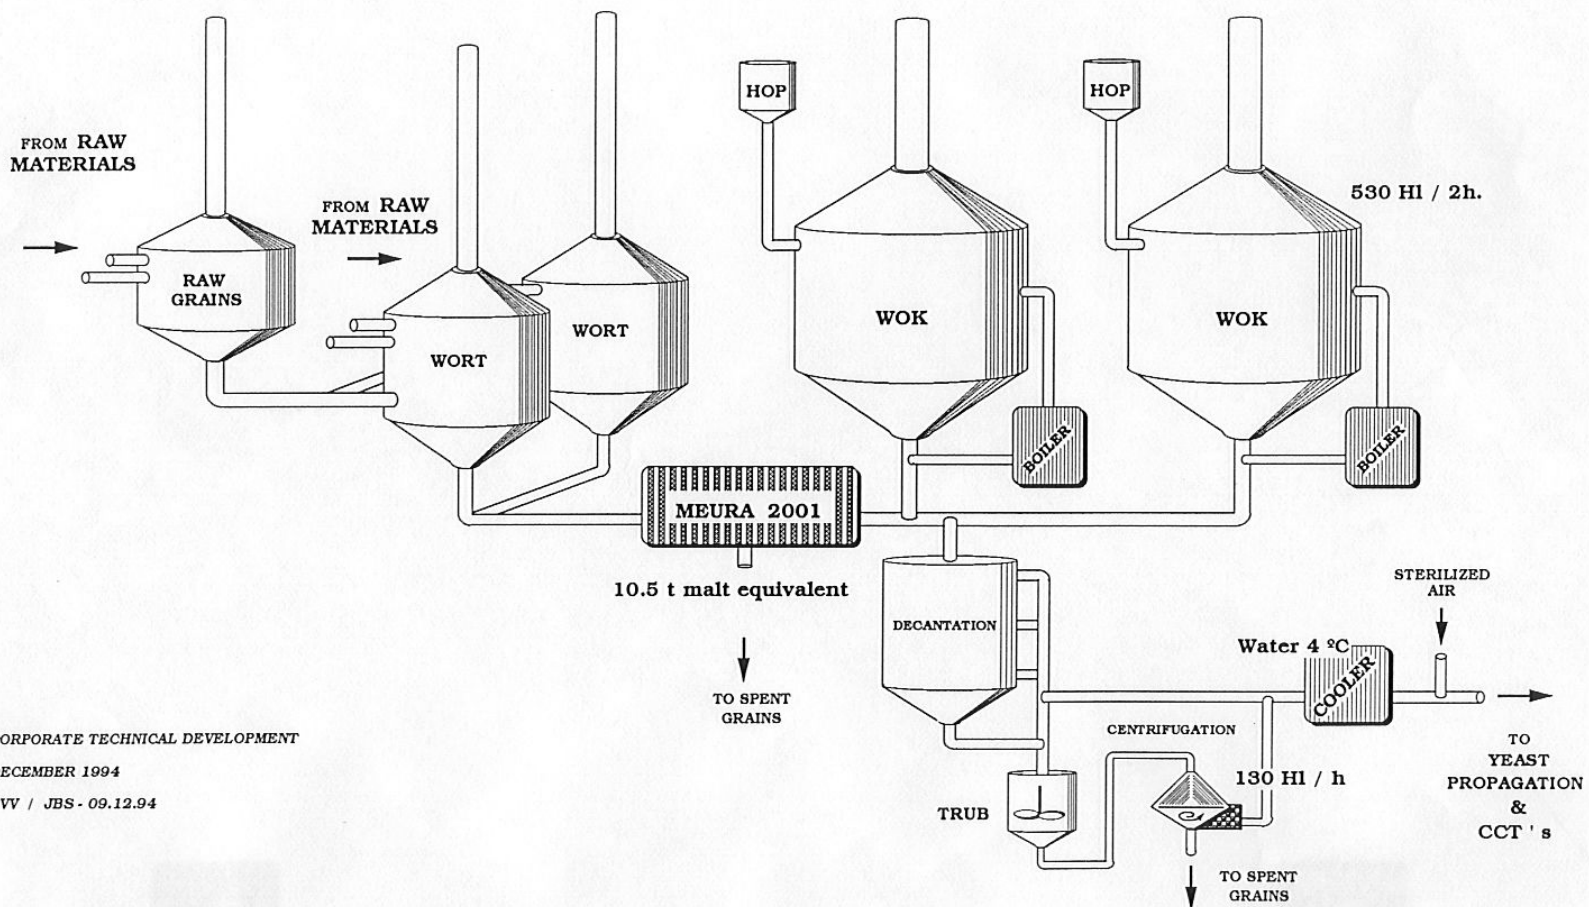 FROM RAW
MATERIALS
RAW
GRAINS
FROM RAW
MATERIALS
WORT
WORT
HOP
WOK
BOILER
HOP
WOK
BOILER
530 Hl / 2h.
MEURA 2001
10.5 t malt equivalent
TO SPENT
GRAINS
DECANTATION
TRUB
CENTRIFUGATION
130 Hl / h
TO SPENT
GRAINS
Water 4 ºC
COOLER
STERILIZED
AIR
TO
YEAST
PROPAGATION
&
CCT ' s
ORPORATE TECHNICAL DEVELOPMENT
ECEMBER 1994
VV / JBS - 09.12.94